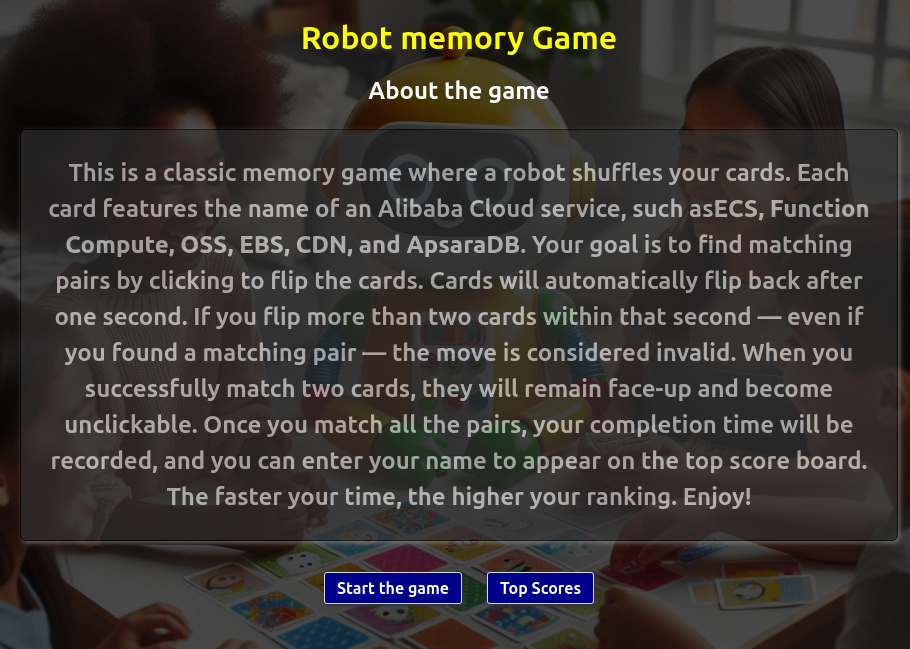 Robot memory Game
About the game
This is a classic memory game where a robot shuffles your cards. Each
card features the name of an Alibaba Cloud service, such asECS, Function
Compute, OSS, EBS, CDN, and ApsaraDB. Your goal is to find matching
pairs by clicking to flip the cards. Cards will automatically flip back after
one second. If you flip more than two cards within that second — even if
you found a matching pair — the move is considered invalid. When you
successfully match two cards, they will remain face-up and become
unclickable. Once you match all the pairs, your completion time will be
recorded, and you can enter your name to appear on the top score board.
The faster your time, the higher your ranking. Enjoy!
Start the game
Top Scores